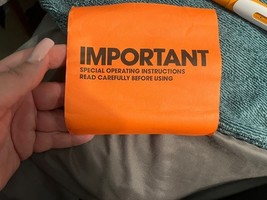 IMPORTANT
SPECIAL OPERATING INSTRUCTIONS
READ CAREFULLY BEFORE USING